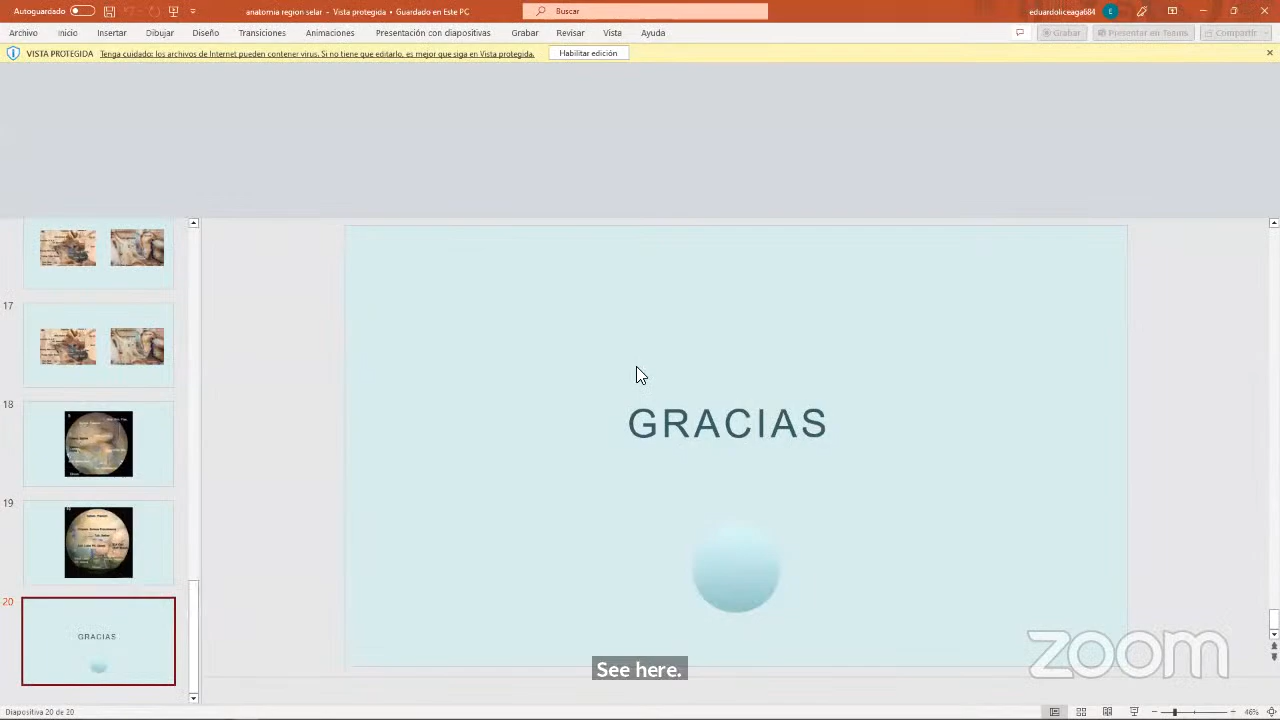 Autoguardado
anatomia region selar - Vista protegida • Guardado en Este PC
Buscar
eduardoliceaga684
E
Archivo Inicio Insertar Dibujar Diseño Transiciones Animaciones Presentación con diapositivas Grabar Revisar Vista Ayuda
Grabar
Presentar en Teams
Compartir
VISTA PROTEGIDA Tenga cuidado: los archivos de Internet pueden contener virus. Si no tiene que editarlo, es mejor que siga en Vista protegida. Habilitar edición
17
18
19
20
GRACIAS
GRACIAS
See here.
zoom
Diapositiva 20 de 20
46%